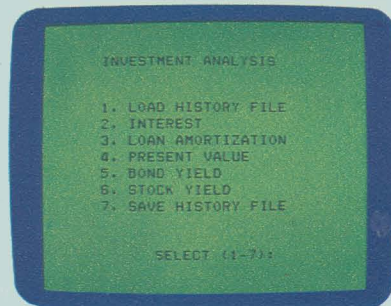 INVESTMENT ANALYSIS
1. LOAD HISTORY FILE
2. INTEREST
3. LOAN AMORTIZATION
4. PRESENT VALUE
5. BOND YIELD
6. STOCK YIELD
7. SAVE HISTORY FILE
SELECT (1-7):